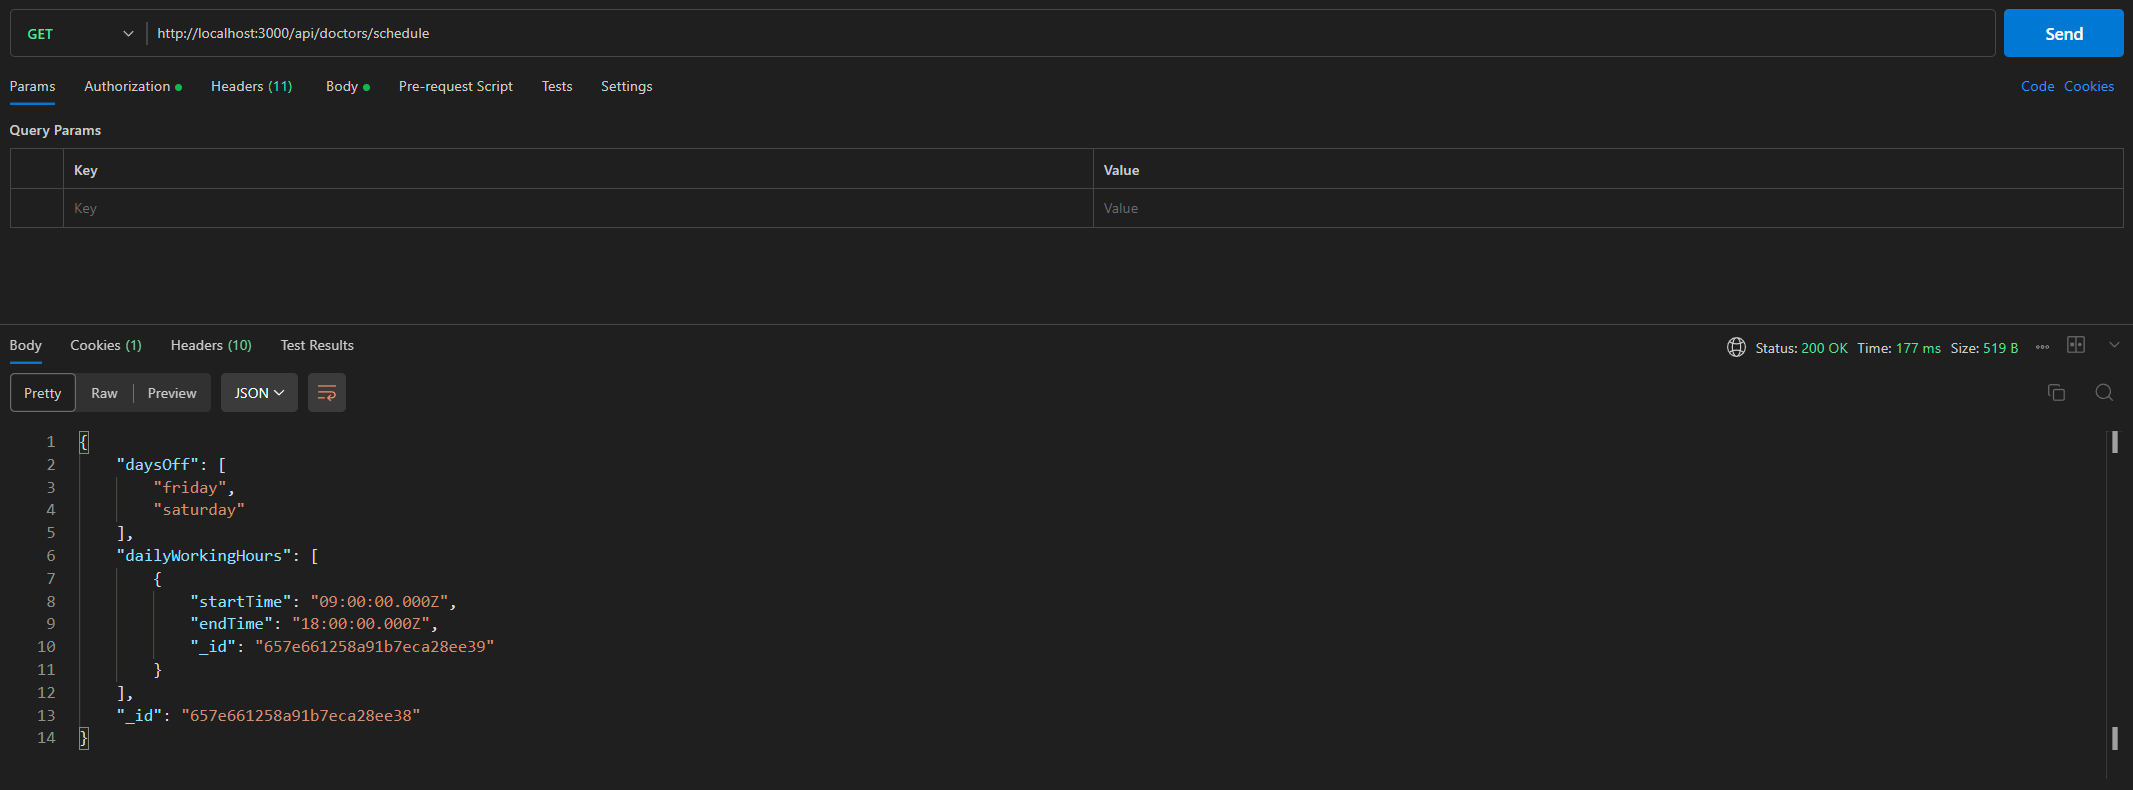 GET http://localhost:3000/api/doctors/schedule Send
Params Authorization Headers (11) Body Pre-request Script Tests Settings Code Cookies
Query Params
Key Value
Key Value
Body Cookies (1) Headers (10) Test Results Status: 200 OK Time: 177 ms Size: 519 B
Pretty Raw Preview JSON
1 {
2 "daysOff": [
3 "friday",
4 "saturday"
5 ],
6 "dailyWorkingHours": [
7 {
8 "startTime": "09:00:00.000Z",
9 "endTime": "18:00:00.000Z",
10 "_id": "657e661258a91b7eca28ee39"
11 }
12 ],
13 "_id": "657e661258a91b7eca28ee38"
14 }